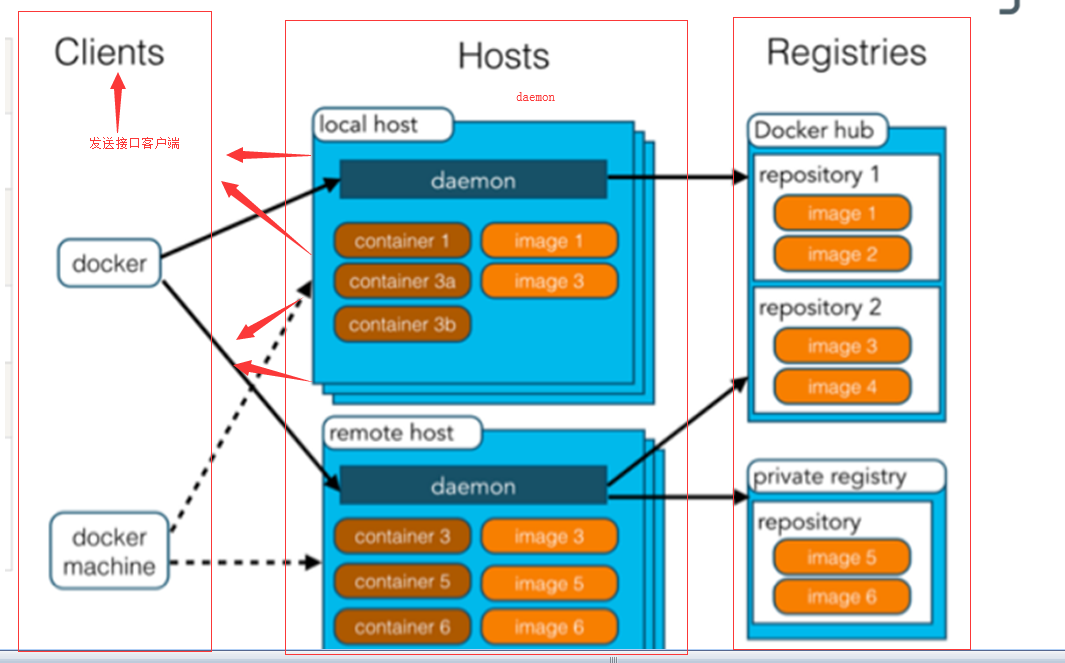 Clients
发送接口客户端
docker
docker
machine
Hosts
daemon
local host
daemon
container 1
image 1
container 3a
image 3
container 3b
remote host
daemon
container 3
image 3
container 5
image 5
container 6
image 6
Registries
Docker hub
repository 1
image 1
image 2
repository 2
image 3
image 4
private registry
repository
image 5
image 6